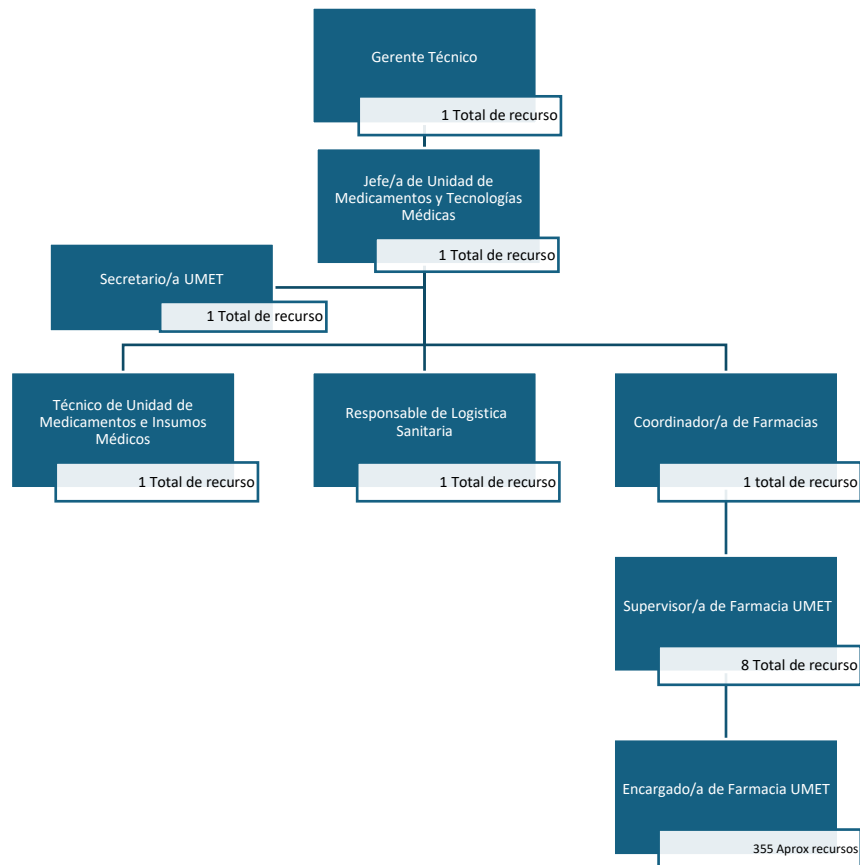 Gerente Técnico
1 Total de recurso
Jefe/a de Unidad de
Medicamentos y Tecnologías
Médicas
1 Total de recurso
Secretario/a UMET
1 Total de recurso
Técnico de Unidad de
Medicamentos e Insumos
Médicos
1 Total de recurso
Responsable de Logistica
Sanitaria
1 Total de recurso
Coordinador/a de Farmacias
1 total de recurso
Supervisor/a de Farmacia UMET
8 Total de recurso
Encargado/a de Farmacia UMET
355 Aprox recursos